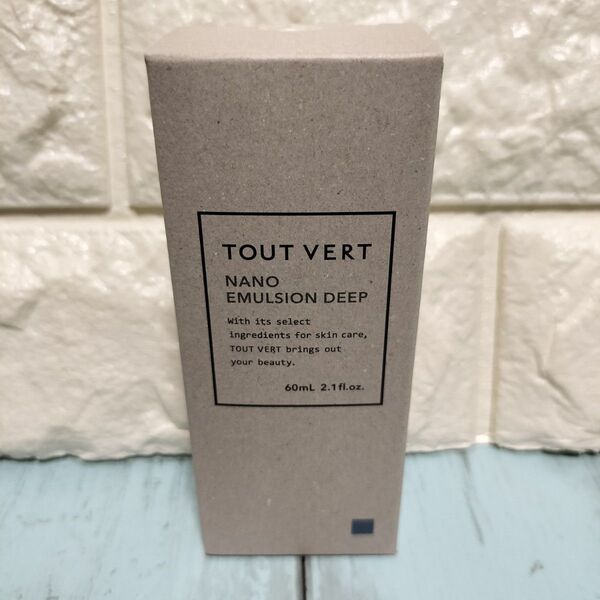 TOUT VERT
NANO
EMULSION DEEP
With its select
ingredients for skin care,
TOUT VERT brings out
your beauty.
60mL 2.1fl.oz.